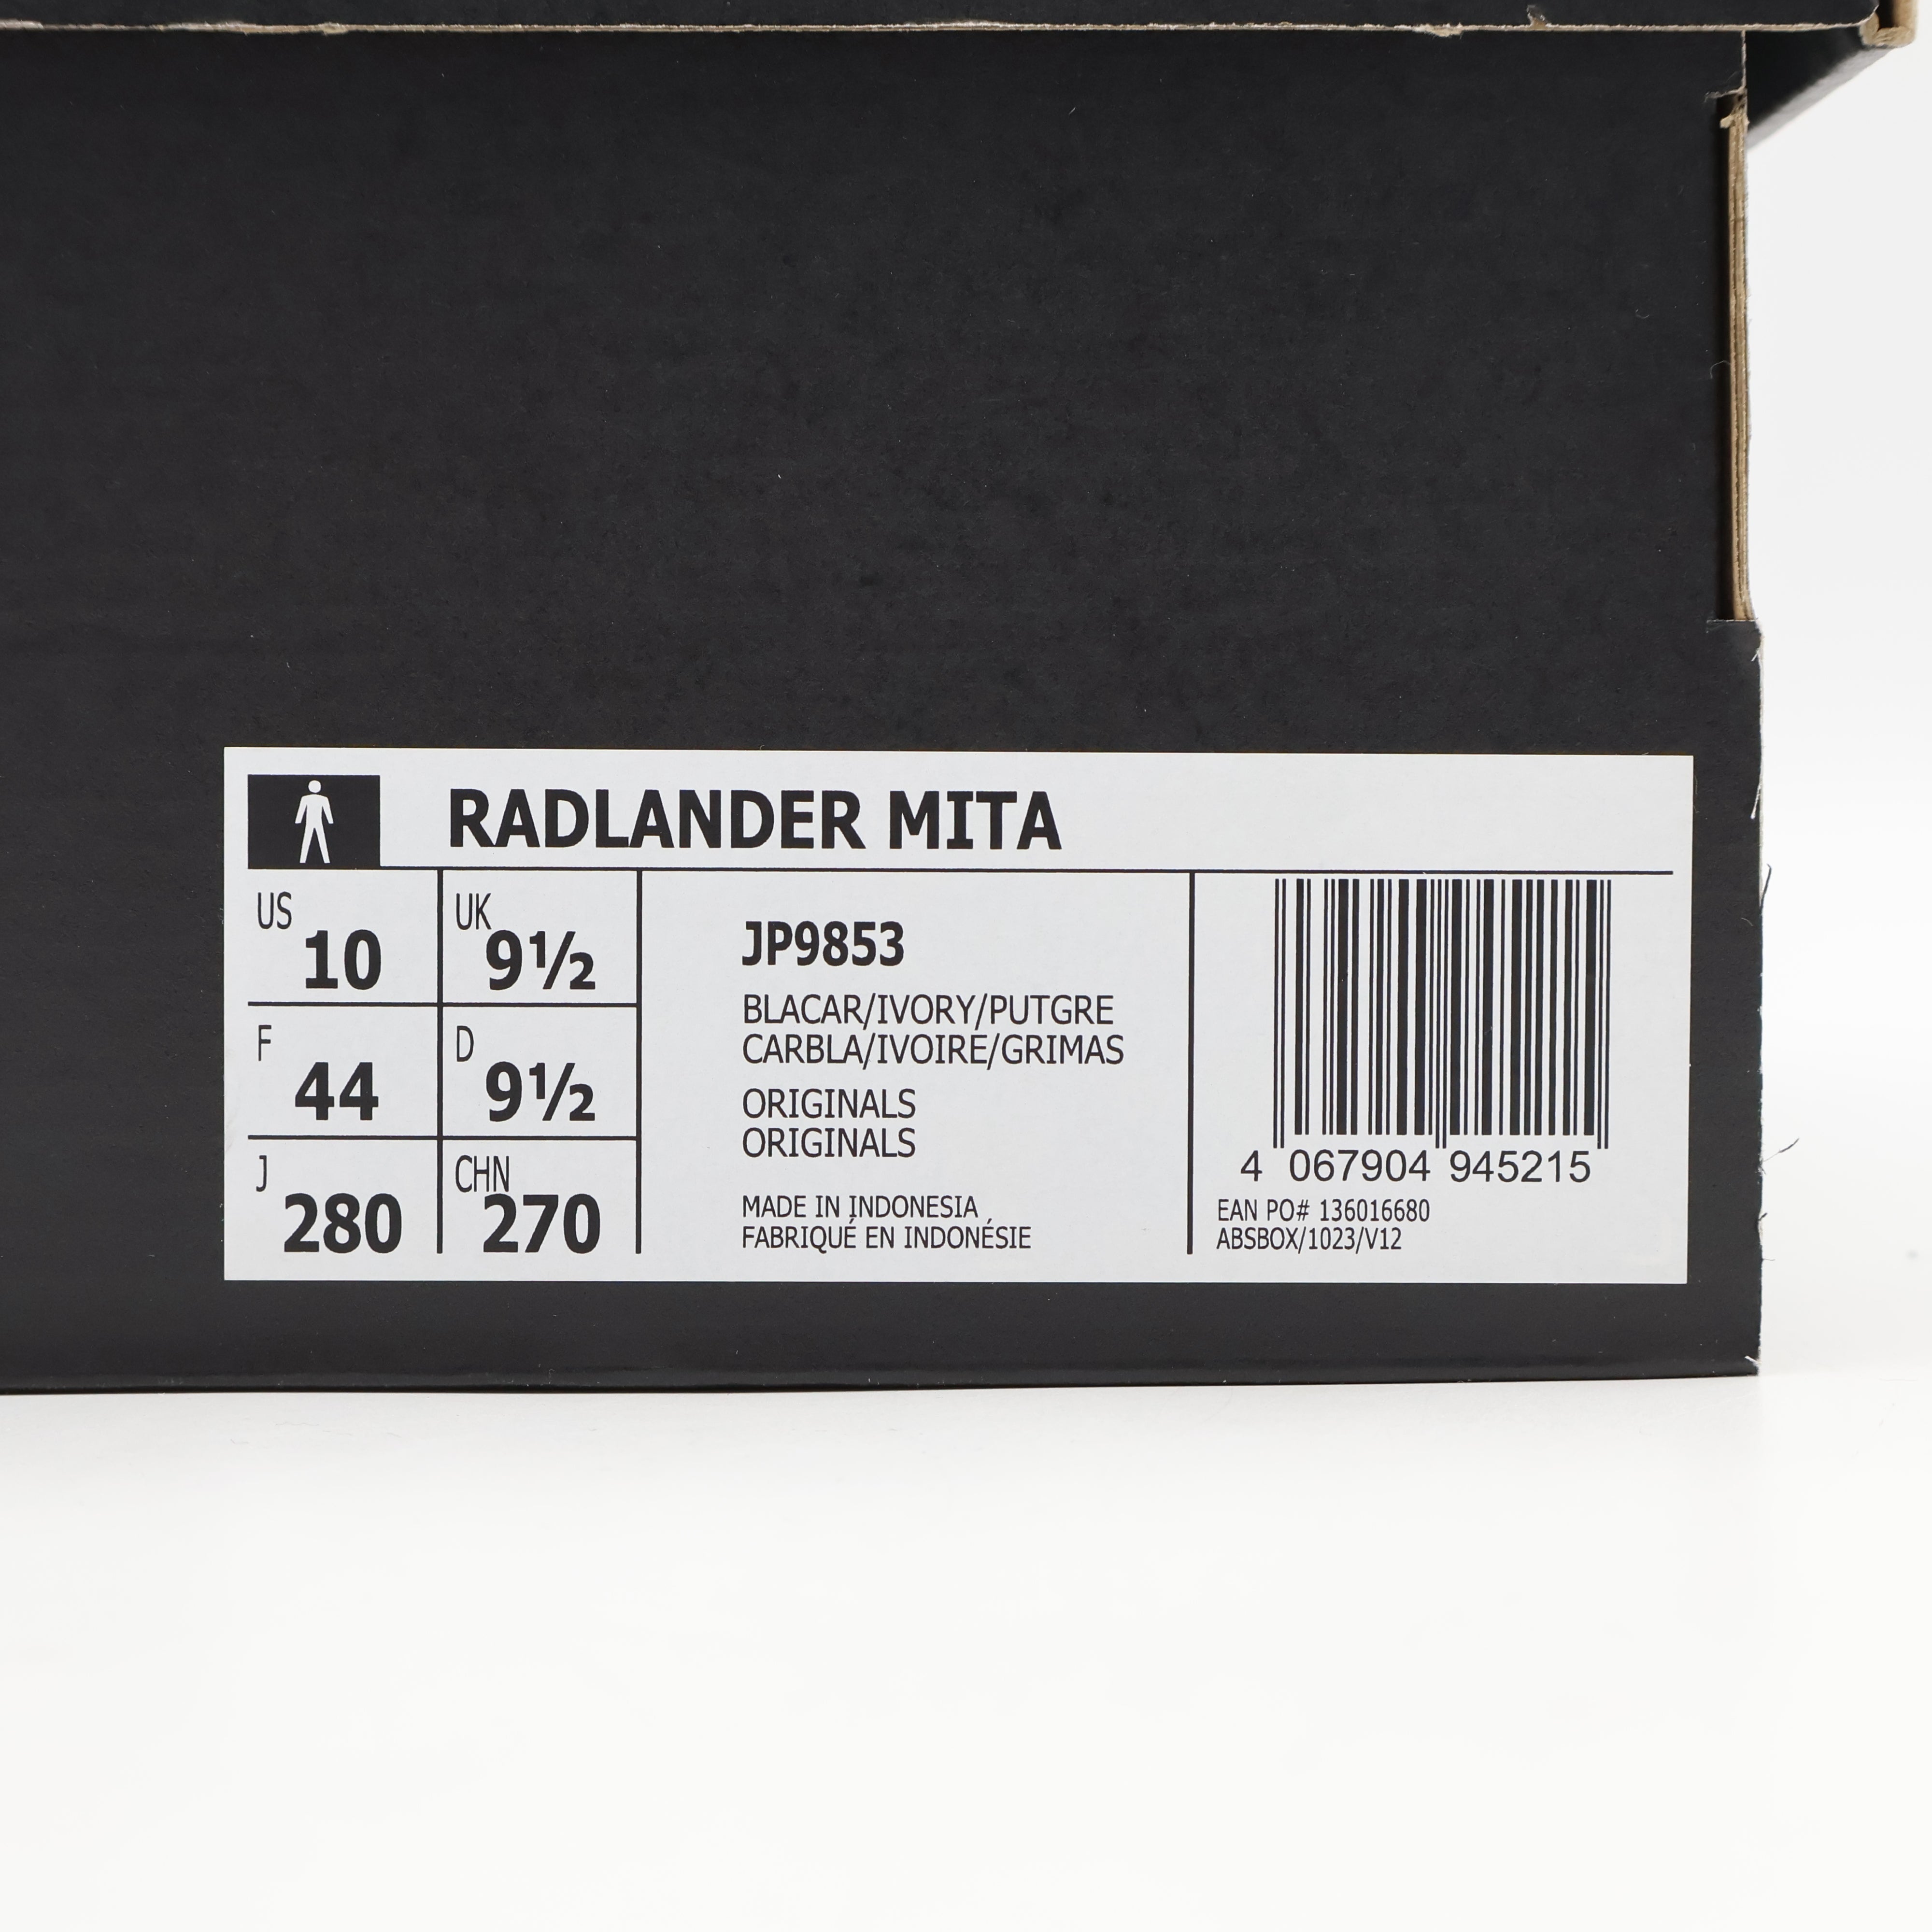 RADLANDER MITA
US 10 UK 9½
F 44 D 9½
J 280 CHN 270
JP9853
BLACAR/IVORY/PUTGRE
CARBLA/IVOIRE/GRIMAS
ORIGINALS
ORIGINALS
MADE IN INDONESIA
FABRIQUÉ EN INDONÉSIE
4 067904 945215
EAN PO# 136016680
ABSBOX/1023/V12